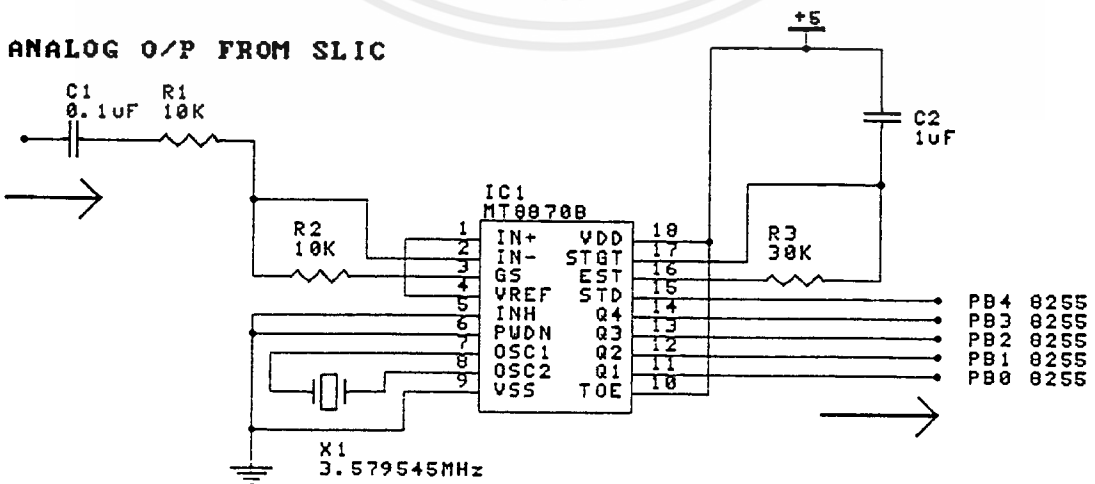 +5
ANALOG O/P FROM SLIC
C1
0.1uF
R1
10K
C2
1uF
IC1
MT8870B
R2
10K
R3
30K
1 IN+ VDD 18
2 IN- STGT 17
3 GS EST 16
4 VREF STD 15
5 INH Q4 14
6 PWDN Q3 13
7 OSC1 Q2 12
8 OSC2 Q1 11
9 VSS TOE 10
PB4 8255
PB3 8255
PB2 8255
PB1 8255
PB0 8255
X1
3.579545MHz